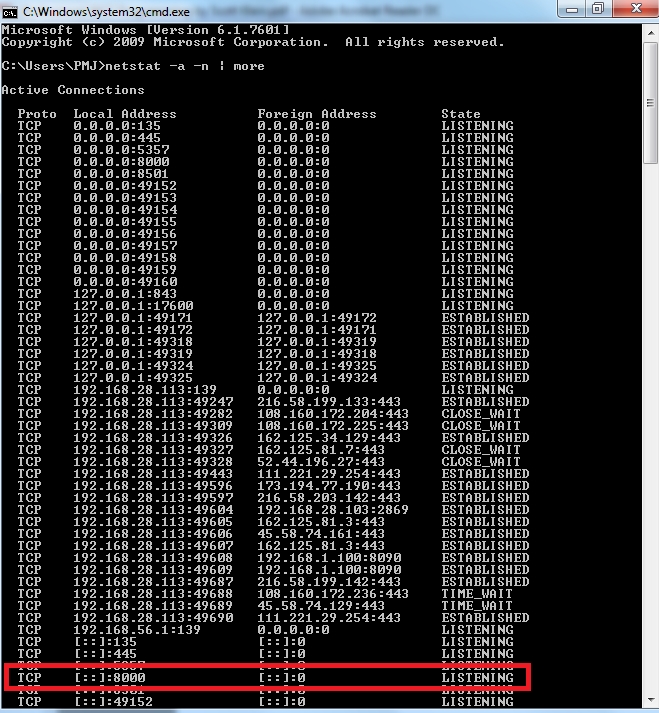 C:\Windows\system32\cmd.exe
Microsoft Windows [Version 6.1.7601]
Copyright (c) 2009 Microsoft Corporation.  All rights reserved.
C:\Users\PMJ>netstat -a -n | more
Active Connections
Proto  Local Address          Foreign Address        State
TCP    0.0.0.0:135            0.0.0.0:0              LISTENING
TCP    0.0.0.0:445            0.0.0.0:0              LISTENING
TCP    0.0.0.0:5357           0.0.0.0:0              LISTENING
TCP    0.0.0.0:8000           0.0.0.0:0              LISTENING
TCP    0.0.0.0:8501           0.0.0.0:0              LISTENING
TCP    0.0.0.0:49152          0.0.0.0:0              LISTENING
TCP    0.0.0.0:49153          0.0.0.0:0              LISTENING
TCP    0.0.0.0:49154          0.0.0.0:0              LISTENING
TCP    0.0.0.0:49155          0.0.0.0:0              LISTENING
TCP    0.0.0.0:49156          0.0.0.0:0              LISTENING
TCP    0.0.0.0:49157          0.0.0.0:0              LISTENING
TCP    0.0.0.0:49158          0.0.0.0:0              LISTENING
TCP    0.0.0.0:49159          0.0.0.0:0              LISTENING
TCP    0.0.0.0:49160          0.0.0.0:0              LISTENING
TCP    127.0.0.1:843          0.0.0.0:0              LISTENING
TCP    127.0.0.1:17600        0.0.0.0:0              LISTENING
TCP    127.0.0.1:49171        127.0.0.1:49172        ESTABLISHED
TCP    127.0.0.1:49172        127.0.0.1:49171        ESTABLISHED
TCP    127.0.0.1:49318        127.0.0.1:49319        ESTABLISHED
TCP    127.0.0.1:49319        127.0.0.1:49318        ESTABLISHED
TCP    127.0.0.1:49324        127.0.0.1:49325        ESTABLISHED
TCP    127.0.0.1:49325        127.0.0.1:49324        ESTABLISHED
TCP    192.168.28.113:139     0.0.0.0:0              LISTENING
TCP    192.168.28.113:49247   216.58.199.133:443     ESTABLISHED
TCP    192.168.28.113:49282   108.160.172.204:443    CLOSE_WAIT
TCP    192.168.28.113:49309   108.160.172.225:443    CLOSE_WAIT
TCP    192.168.28.113:49326   162.125.34.129:443     ESTABLISHED
TCP    192.168.28.113:49327   162.125.81.7:443       CLOSE_WAIT
TCP    192.168.28.113:49328   52.44.196.27:443       CLOSE_WAIT
TCP    192.168.28.113:49443   111.221.29.254:443     ESTABLISHED
TCP    192.168.28.113:49596   173.194.77.190:443     ESTABLISHED
TCP    192.168.28.113:49597   216.58.203.142:443     ESTABLISHED
TCP    192.168.28.113:49604   192.168.28.103:2869    ESTABLISHED
TCP    192.168.28.113:49605   162.125.81.3:443       ESTABLISHED
TCP    192.168.28.113:49606   45.58.74.161:443       ESTABLISHED
TCP    192.168.28.113:49607   162.125.81.3:443       ESTABLISHED
TCP    192.168.28.113:49608   192.168.1.100:8090     ESTABLISHED
TCP    192.168.28.113:49609   192.168.1.100:8090     ESTABLISHED
TCP    192.168.28.113:49687   216.58.199.142:443     ESTABLISHED
TCP    192.168.28.113:49688   108.160.172.236:443    TIME_WAIT
TCP    192.168.28.113:49689   45.58.74.129:443       TIME_WAIT
TCP    192.168.28.113:49690   111.221.29.254:443     ESTABLISHED
TCP    192.168.56.1:139       0.0.0.0:0              LISTENING
TCP    [::]:135               [::]:0                 LISTENING
TCP    [::]:445               [::]:0                 LISTENING
TCP    [::]:5357              [::]:0                 LISTENING
TCP    [::]:8000              [::]:0                 LISTENING
TCP    [::]:8501              [::]:0                 LISTENING
TCP    [::]:49152             [::]:0                 LISTENING